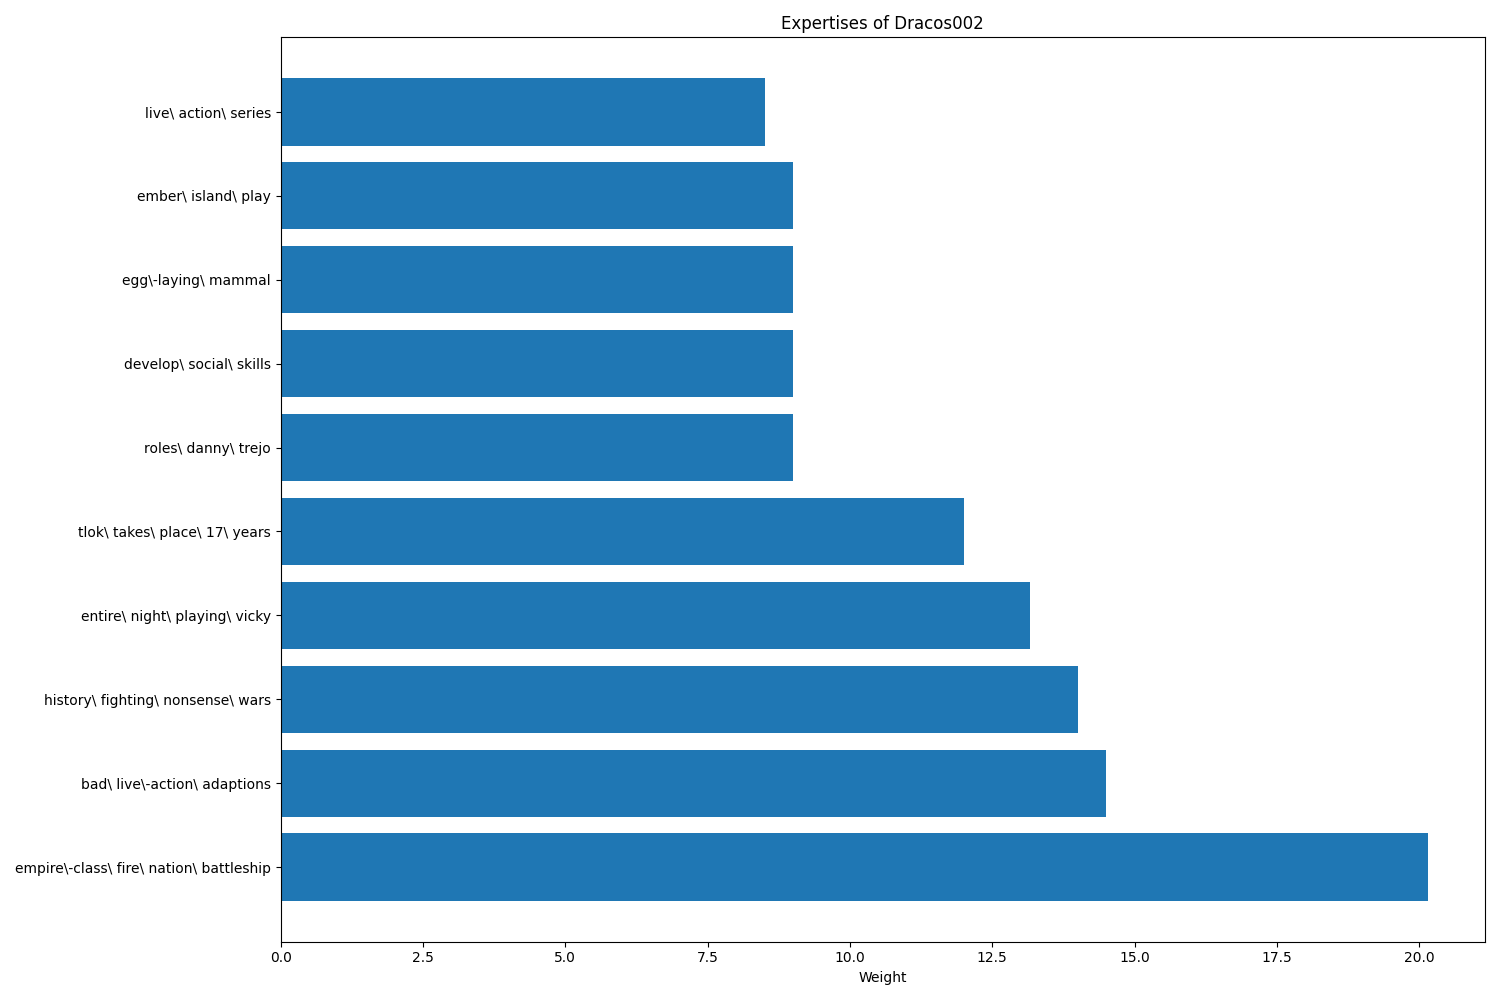 Expertises of Dracos002
live\ action\ series
ember\ island\ play
egg\-laying\ mammal
develop\ social\ skills
roles\ danny\ trejo
tlok\ takes\ place\ 17\ years
entire\ night\ playing\ vicky
history\ fighting\ nonsense\ wars
bad\ live\-action\ adaptions
empire\-class\ fire\ nation\ battleship
0.0 2.5 5.0 7.5 10.0 12.5 15.0 17.5 20.0
Weight